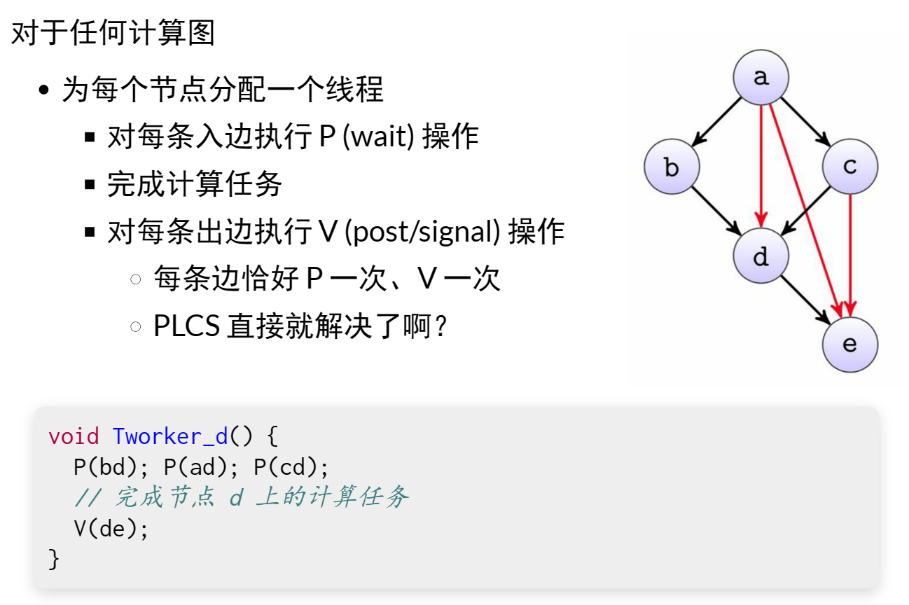 对于任何计算图
为每个节点分配一个线程
对每条入边执行 P (wait) 操作
完成计算任务
对每条出边执行 V (post/signal) 操作
每条边恰好 P 一次、V 一次
PLCS 直接就解决了啊？
a
b
c
d
e
void Tworker_d() {
P(bd); P(ad); P(cd);
// 完成节点 d 上的计算任务
V(de);
}